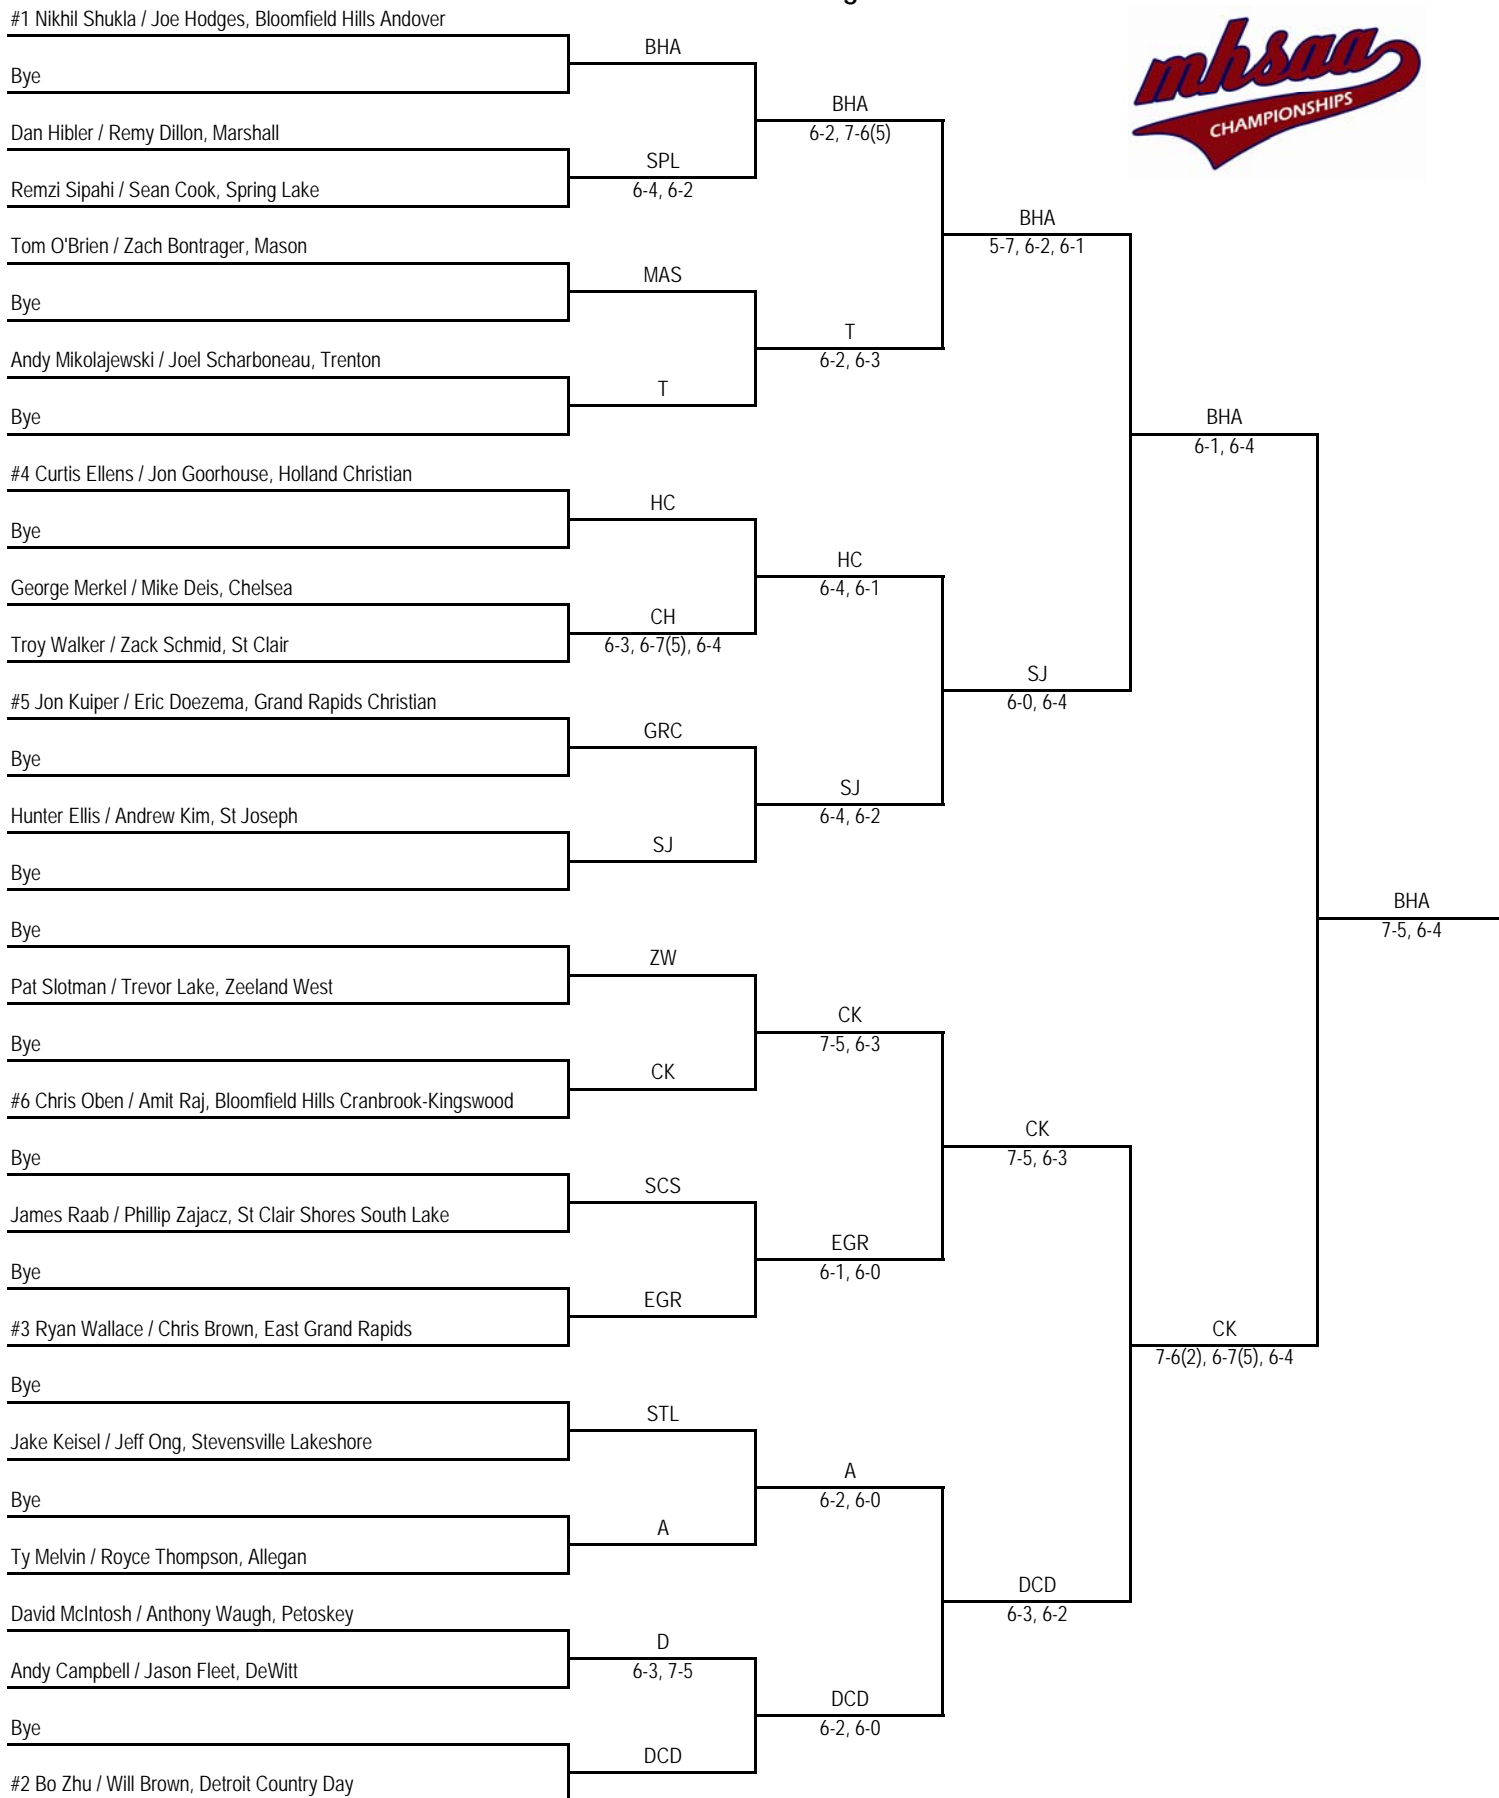 #1 Nikhil Shukla / Joe Hodges, Bloomfield Hills Andover
BHA
Bye
BHA
6-2, 7-6(5)
mhsaa
CHAMPIONSHIPS
Dan Hibler / Remy Dillon, Marshall
SPL
6-4, 6-2
Remzi Sipahi / Sean Cook, Spring Lake
BHA
5-7, 6-2, 6-1
Tom O'Brien / Zach Bontrager, Mason
MAS
Bye
T
6-2, 6-3
Andy Mikolajewski / Joel Scharboneau, Trenton
T
Bye
BHA
6-1, 6-4
#4 Curtis Ellens / Jon Goorhouse, Holland Christian
HC
Bye
HC
6-4, 6-1
George Merkel / Mike Deis, Chelsea
CH
6-3, 6-7(5), 6-4
Troy Walker / Zack Schmid, St Clair
SJ
6-0, 6-4
#5 Jon Kuiper / Eric Doezema, Grand Rapids Christian
GRC
Bye
SJ
6-4, 6-2
Hunter Ellis / Andrew Kim, St Joseph
SJ
Bye
BHA
7-5, 6-4
Bye
ZW
Pat Slotman / Trevor Lake, Zeeland West
CK
7-5, 6-3
Bye
CK
#6 Chris Oben / Amit Raj, Bloomfield Hills Cranbrook-Kingswood
CK
7-5, 6-3
Bye
SCS
James Raab / Phillip Zajacz, St Clair Shores South Lake
EGR
6-1, 6-0
Bye
EGR
#3 Ryan Wallace / Chris Brown, East Grand Rapids
CK
7-6(2), 6-7(5), 6-4
Bye
STL
Jake Keisel / Jeff Ong, Stevensville Lakeshore
A
6-2, 6-0
Bye
A
Ty Melvin / Royce Thompson, Allegan
DCD
6-3, 6-2
David McIntosh / Anthony Waugh, Petoskey
D
6-3, 7-5
Andy Campbell / Jason Fleet, DeWitt
DCD
6-2, 6-0
Bye
DCD
#2 Bo Zhu / Will Brown, Detroit Country Day